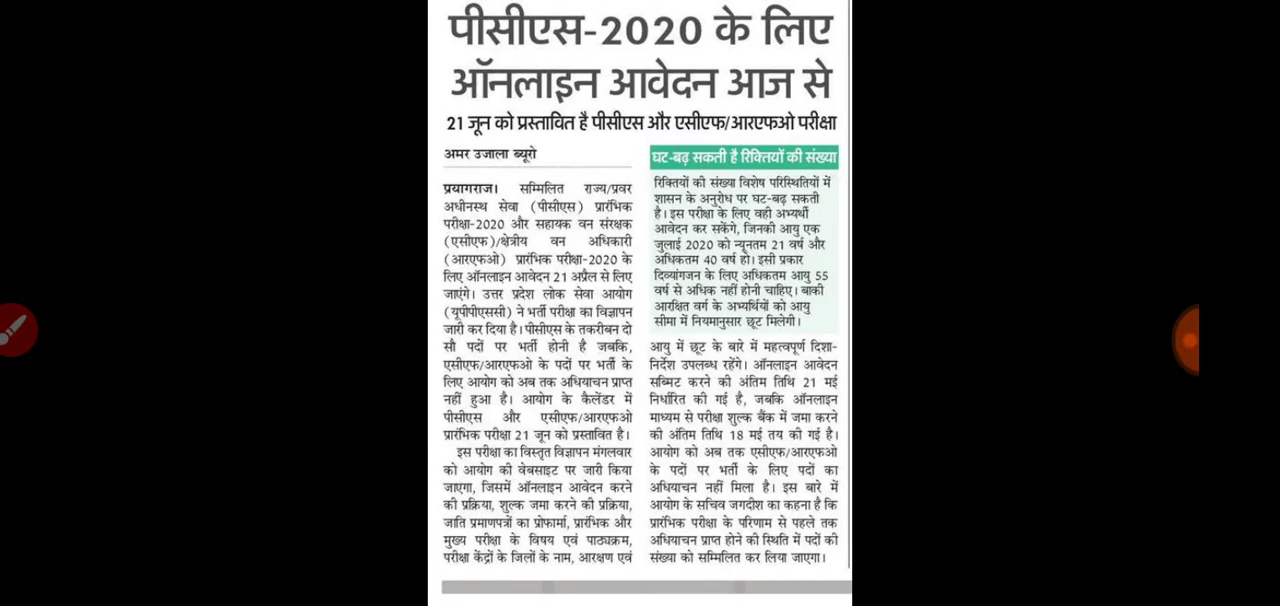 पीसीएस-2020 के लिए
ऑनलाइन आवेदन आज से
21 जून को प्रस्तावित है पीसीएस और एसीएफ/आरएफओ परीक्षा
अमर उजाला ब्यूरो
प्रयागराज। सम्मिलित राज्य/प्रवर
अधीनस्थ सेवा (पीसीएस) प्रारंभिक
परीक्षा-2020 और सहायक वन संरक्षक
(एसीएफ)/क्षेत्रीय वन अधिकारी
(आरएफओ) प्रारंभिक परीक्षा-2020 के
लिए ऑनलाइन आवेदन 21 अप्रैल से लिए
जाएंगे। उत्तर प्रदेश लोक सेवा आयोग
(यूपीपीएससी) ने भर्ती परीक्षा का विज्ञापन
जारी कर दिया है। पीसीएस के तकरीबन दो
सौ पदों पर भर्ती होनी है जबकि,
एसीएफ/आरएफओ के पदों पर भर्ती के
लिए आयोग को अब तक अधियाचन प्राप्त
नहीं हुआ है। आयोग के कैलेंडर में
पीसीएस और एसीएफ/आरएफओ
प्रारंभिक परीक्षा 21 जून को प्रस्तावित है।
इस परीक्षा का विस्तृत विज्ञापन मंगलवार
को आयोग की वेबसाइट पर जारी किया
जाएगा, जिसमें ऑनलाइन आवेदन करने
की प्रक्रिया, शुल्क जमा करने की प्रक्रिया,
जाति प्रमाणपत्रों का प्रोफार्मा, प्रारंभिक और
मुख्य परीक्षा के विषय एवं पाठ्यक्रम,
परीक्षा केंद्रों के जिलों के नाम, आरक्षण एवं
घट-बढ़ सकती है रिक्तियों की संख्या
रिक्तियों की संख्या विशेष परिस्थितियों में
शासन के अनुरोध पर घट-बढ़ सकती
है। इस परीक्षा के लिए वही अभ्यर्थी
आवेदन कर सकेंगे, जिनकी आयु एक
जुलाई 2020 को न्यूनतम 21 वर्ष और
अधिकतम 40 वर्ष हो। इसी प्रकार
दिव्यांगजन के लिए अधिकतम आयु 55
वर्ष से अधिक नहीं होनी चाहिए। बाकी
आरक्षित वर्ग के अभ्यर्थियों को आयु
सीमा में नियमानुसार छूट मिलेगी।
आयु में छूट के बारे में महत्वपूर्ण दिशा-
निर्देश उपलब्ध रहेंगे। ऑनलाइन आवेदन
सब्मिट करने की अंतिम तिथि 21 मई
निर्धारित की गई है, जबकि ऑनलाइन
माध्यम से परीक्षा शुल्क बैंक में जमा करने
की अंतिम तिथि 18 मई तय की गई है।
आयोग को अब तक एसीएफ/आरएफओ
के पदों पर भर्ती के लिए पदों का
अधियाचन नहीं मिला है। इस बारे में
आयोग के सचिव जगदीश का कहना है कि
प्रारंभिक परीक्षा के परिणाम से पहले तक
अधियाचन प्राप्त होने की स्थिति में पदों की
संख्या को सम्मिलित कर लिया जाएगा।